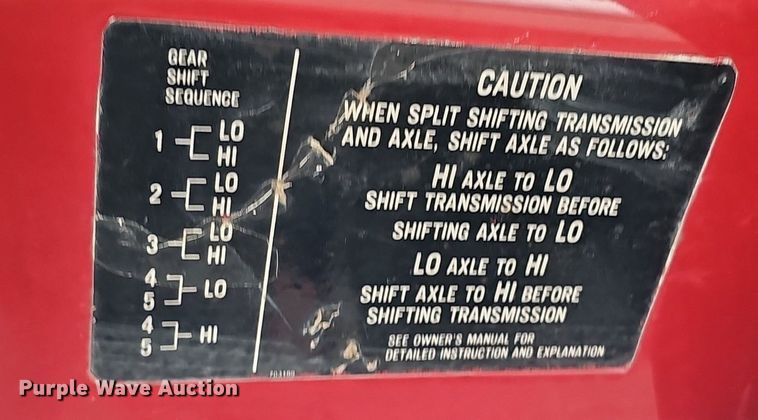 GEAR
SHIFT
SEQUENCE
1 LO
HI
2 LO
HI
3 LO
HI
4
5 LO
4
5 HI
CAUTION
WHEN SPLIT SHIFTING TRANSMISSION
AND AXLE, SHIFT AXLE AS FOLLOWS:
HI AXLE TO LO
SHIFT TRANSMISSION BEFORE
SHIFTING AXLE TO LO
LO AXLE TO HI
SHIFT AXLE TO HI BEFORE
SHIFTING TRANSMISSION
SEE OWNER'S MANUAL FOR
DETAILED INSTRUCTION AND EXPLANATION
Purple Wave Auction